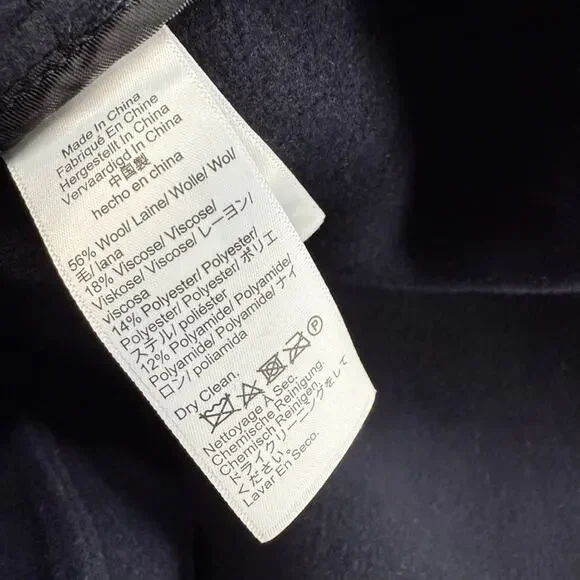 Made In China
Fabriqué En Chine
Hergestellt In China
Vervaardigd In China
中国製
hecho en china
56% Wool/ Laine/ Wolle/ Wol/
毛/ lana
18% Viscose/ Viscose/
Viskose/ Viscose/ レーヨン/
viscosa
14% Polyester/ Polyester/
Polyester/ Polyester/ ポリエ
ステル/ poliéster
12% Polyamide/ Polyamide/
Polyamide/ Polyamide/ ナイ
ロン/ poliamida
Dry Clean.
P
Nettoyage A Sec.
Chemische Reinigung.
Chemisch Reinigen.
ドライクリーニングをして
ください。
Lavar En Seco.